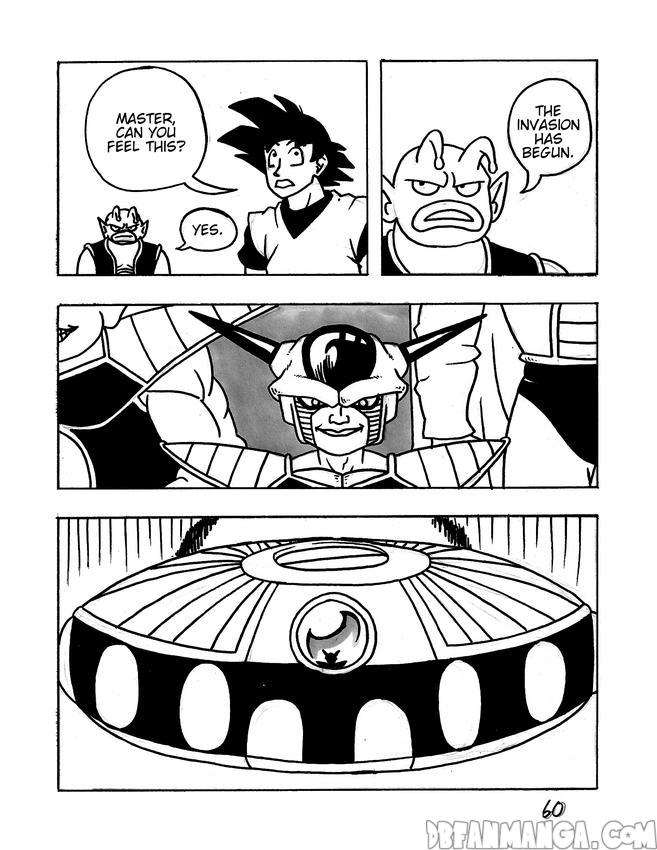 MASTER,
CAN YOU
FEEL THIS?
YES.
THE
INVASION
HAS
BEGUN.
60
DBFANMANGA.COM